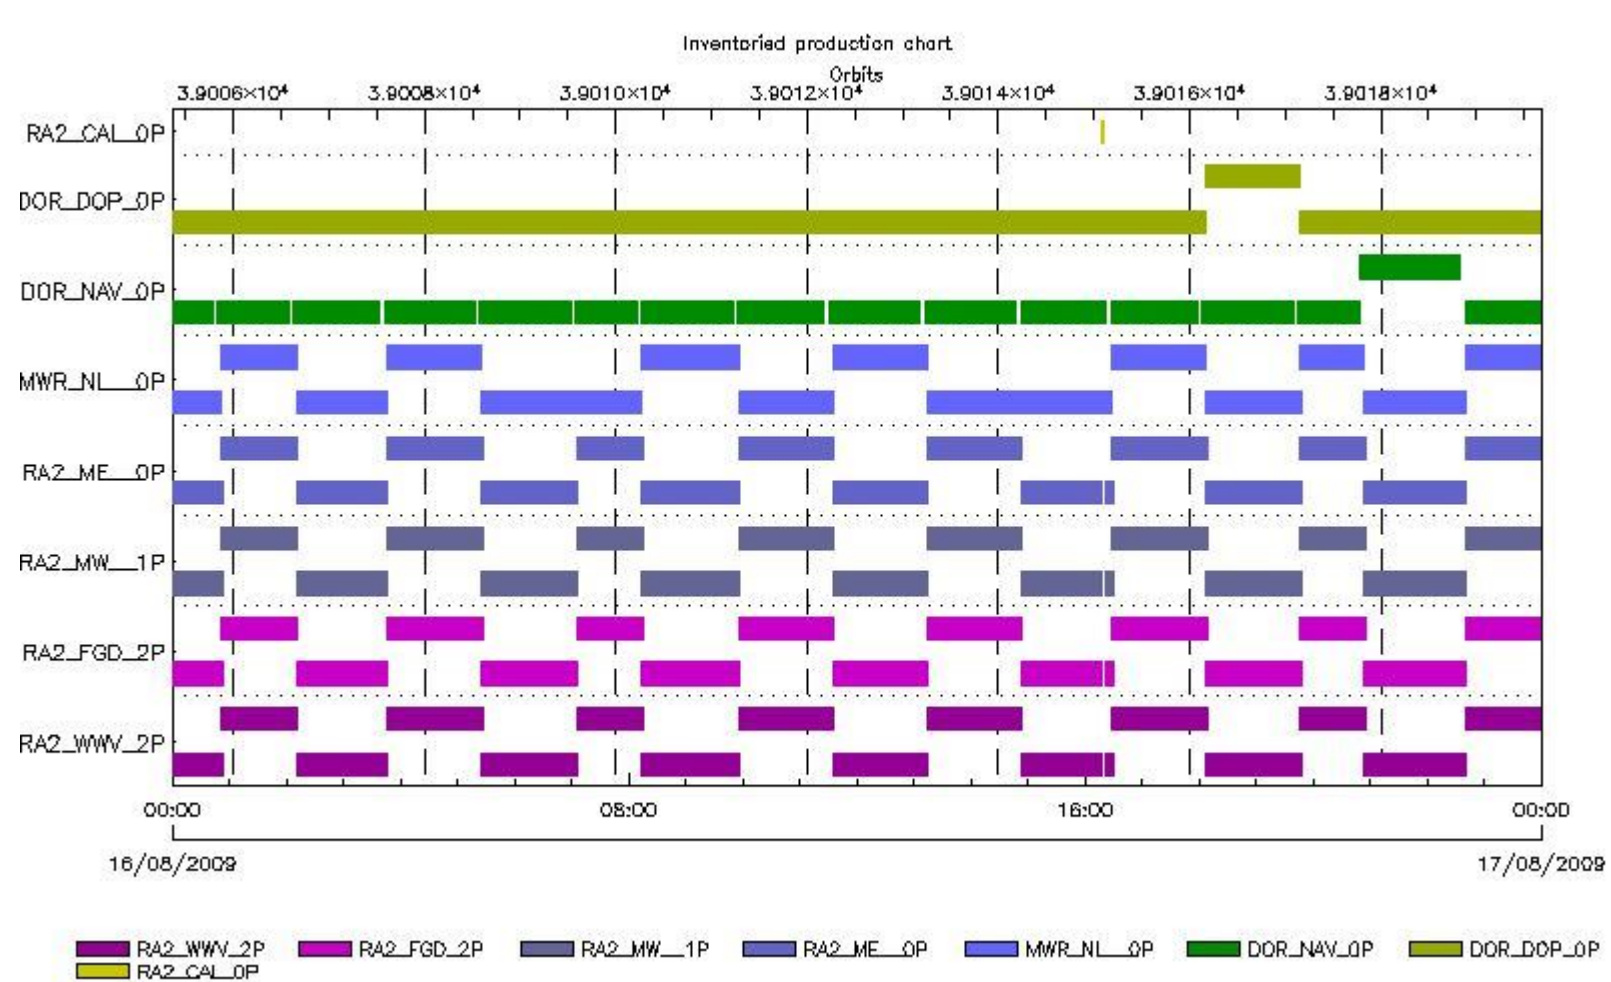 Inventoried production chart
Orbits
3.9006×10⁴ 3.9008×10⁴ 3.9010×10⁴ 3.9012×10⁴ 3.9014×10⁴ 3.9016×10⁴ 3.9018×10⁴
RA2_CAL_0P
DOR_DOP_0P
DOR_NAV_0P
MWR_NL__0P
RA2_ME__0P
RA2_MW__1P
RA2_FGD_2P
RA2_WWV_2P
00:00 08:00 16:00 00:00
16/08/2009 17/08/2009
RA2_WWV_2P RA2_FGD_2P RA2_MW__1P RA2_ME__0P MWR_NL__0P DOR_NAV_0P DOR_DOP_0P
RA2_CAL_0P